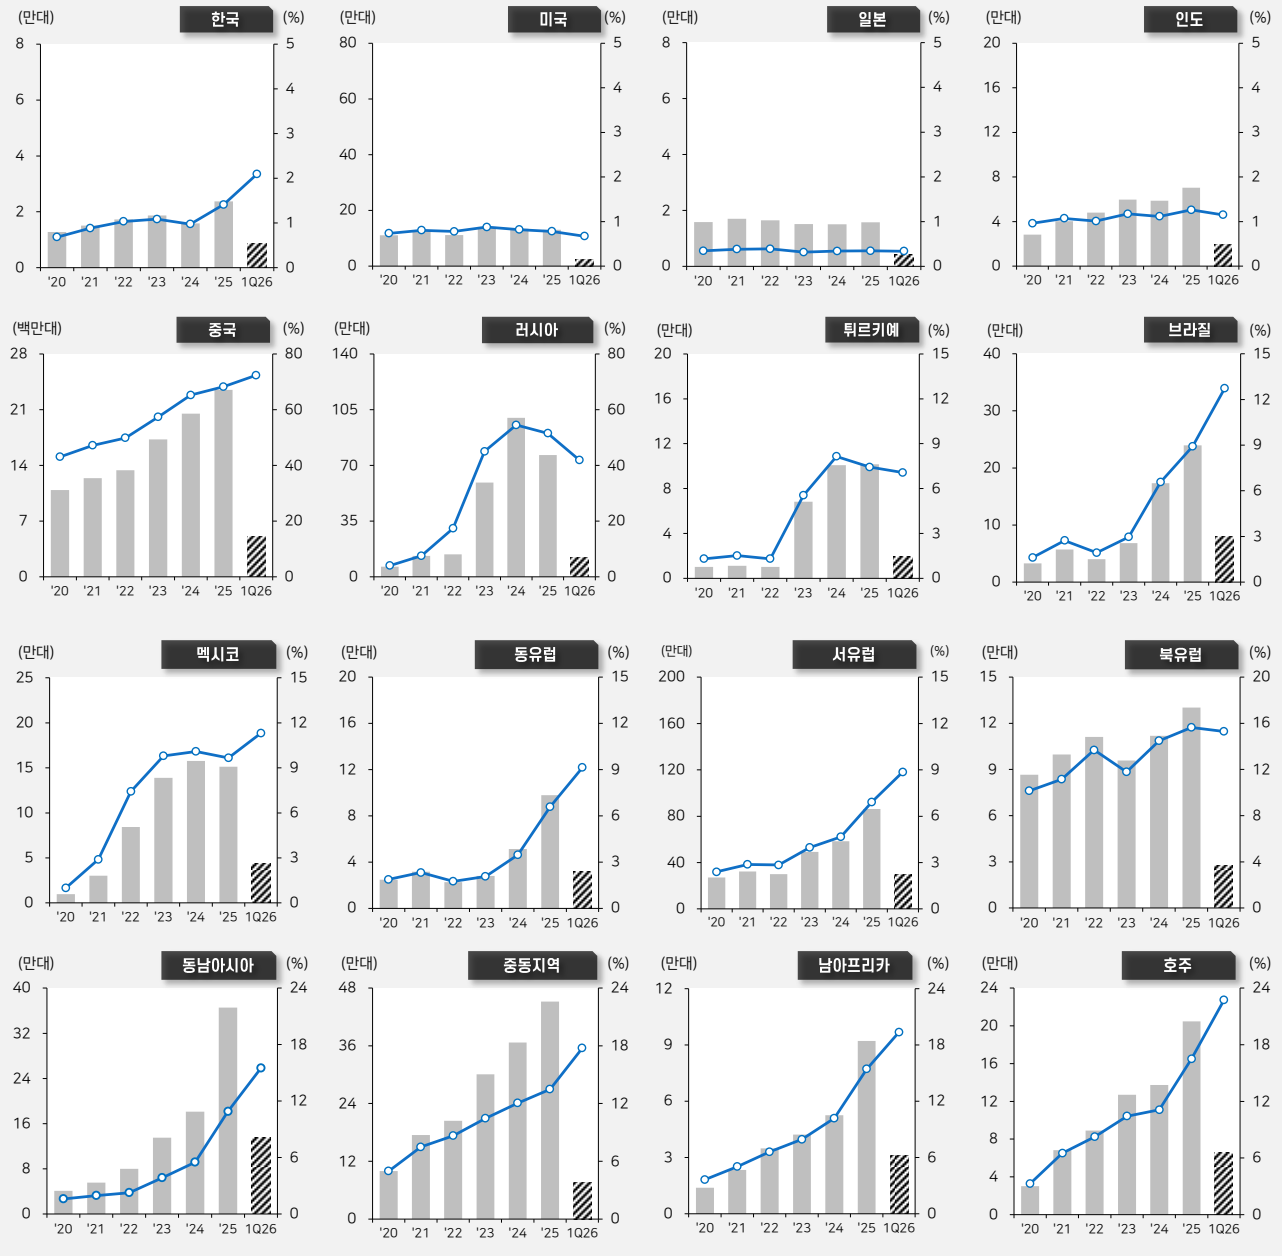 (만대) 한국 (%)
8 5
4
6 3
4 2
2 1
0 0
'20 '21 '22 '23 '24 '25 1Q26
(만대) 미국 (%)
80 5
4
60 3
40 2
20 1
0 0
'20 '21 '22 '23 '24 '25 1Q26
(만대) 일본 (%)
8 5
4
6 3
4 2
2 1
0 0
'20 '21 '22 '23 '24 '25 1Q26
(만대) 인도 (%)
20 5
16 4
12 3
8 2
4 1
0 0
'20 '21 '22 '23 '24 '25 1Q26
(백만대) 중국 (%)
28 80
21 60
14 40
7 20
0 0
'20 '21 '22 '23 '24 '25 1Q26
(만대) 러시아 (%)
140 80
105 60
70 40
35 20
0 0
'20 '21 '22 '23 '24 '25 1Q26
(만대) 튀르키예 (%)
20 15
16 12
12 9
8 6
4 3
0 0
'20 '21 '22 '23 '24 '25 1Q26
(만대) 브라질 (%)
40 15
12
30 9
20 6
10 3
0 0
'20 '21 '22 '23 '24 '25 1Q26
(만대) 멕시코 (%)
25 15
20 12
15 9
10 6
5 3
0 0
'20 '21 '22 '23 '24 '25 1Q26
(만대) 동유럽 (%)
20 15
16 12
12 9
8 6
4 3
0 0
'20 '21 '22 '23 '24 '25 1Q26
(만대) 서유럽 (%)
200 15
160 12
120 9
80 6
40 3
0 0
'20 '21 '22 '23 '24 '25 1Q26
(만대) 북유럽 (%)
15 20
12 16
9 12
6 8
3 4
0 0
'20 '21 '22 '23 '24 '25 1Q26
(만대) 동남아시아 (%)
40 24
32 18
24 12
16
8 6
0 0
'20 '21 '22 '23 '24 '25 1Q26
(만대) 중동지역 (%)
48 24
36 18
24 12
12 6
0 0
'20 '21 '22 '23 '24 '25 1Q26
(만대) 남아프리카 (%)
12 24
9 18
6 12
3 6
0 0
'20 '21 '22 '23 '24 '25 1Q26
(만대) 호주 (%)
24 24
20 18
16
12 12
8 6
4
0 0
'20 '21 '22 '23 '24 '25 1Q26